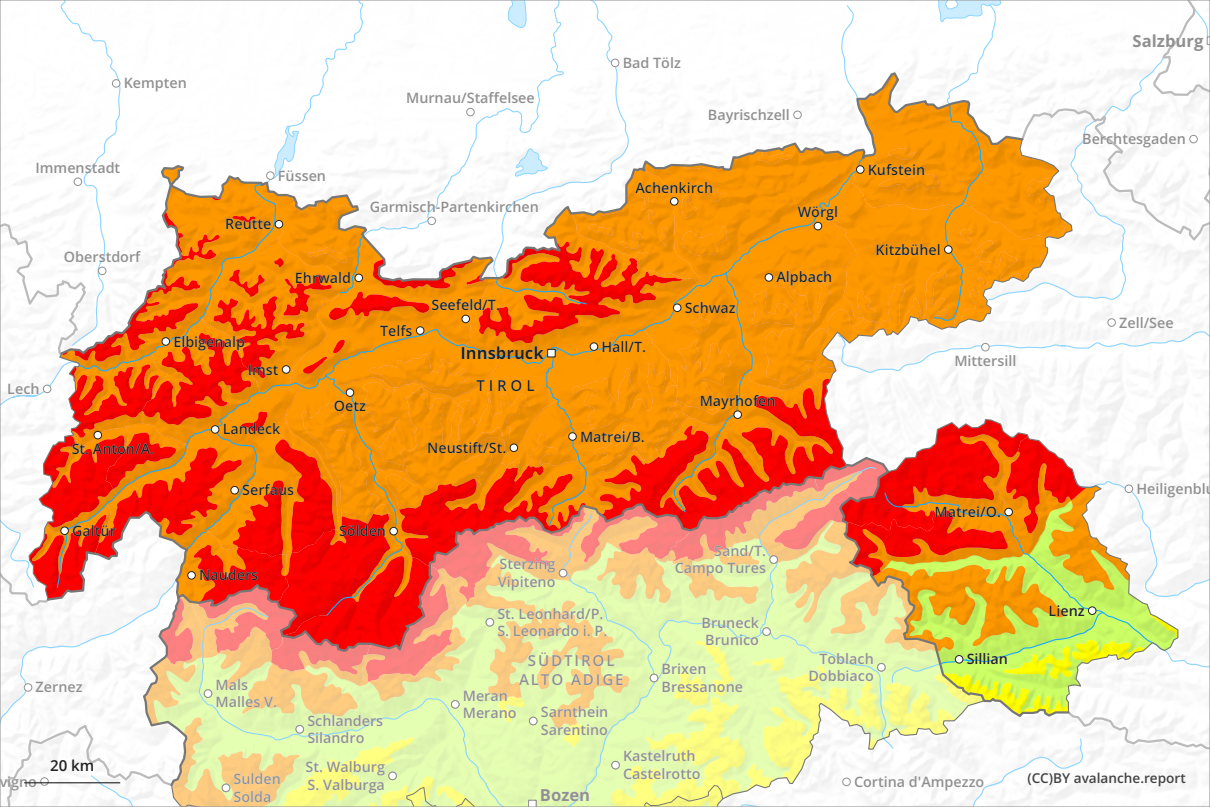 Salzburg
Bad Tölz
Kempten
Murnau/Staffelsee
Bayrischzell
Berchtesgaden
Immenstadt
Füssen
Kufstein
Achenkirch
Garmisch-Partenkirchen
Wörgl
Reutte
Kitzbühel
Oberstdorf
Ehrwald
Alpbach
Seefeld/T.
Schwaz
Zell/See
Telfs
Elbigenalp
Innsbruck
Hall/T.
Mittersill
Imst
TIROL
Lech
Mayrhofen
Oetz
Landeck
Matrei/B.
St. Anton/A.
Neustift/St.
Serfaus
Heiligenblu
Matrei/O.
Galtür
Sölden
Sand/T.
Campo Tures
Sterzing
Vipiteno
Nauders
Lienz
St. Leonhard/P.
S. Leonardo i. P.
Bruneck
Brunico
SÜDTIROL
ALTO ADIGE
Sillian
Toblach
Dobbiaco
Brixen
Bressanone
Zernez
Mals
Malles V.
Meran
Merano
Sarnthein
Sarentino
Schlanders
Silandro
Kastelruth
Castelrotto
St. Walburg
S. Valburga
20 km
vigno
Sulden
Solda
Cortina d'Ampezzo
(CC)BY avalanche.report
Bozen